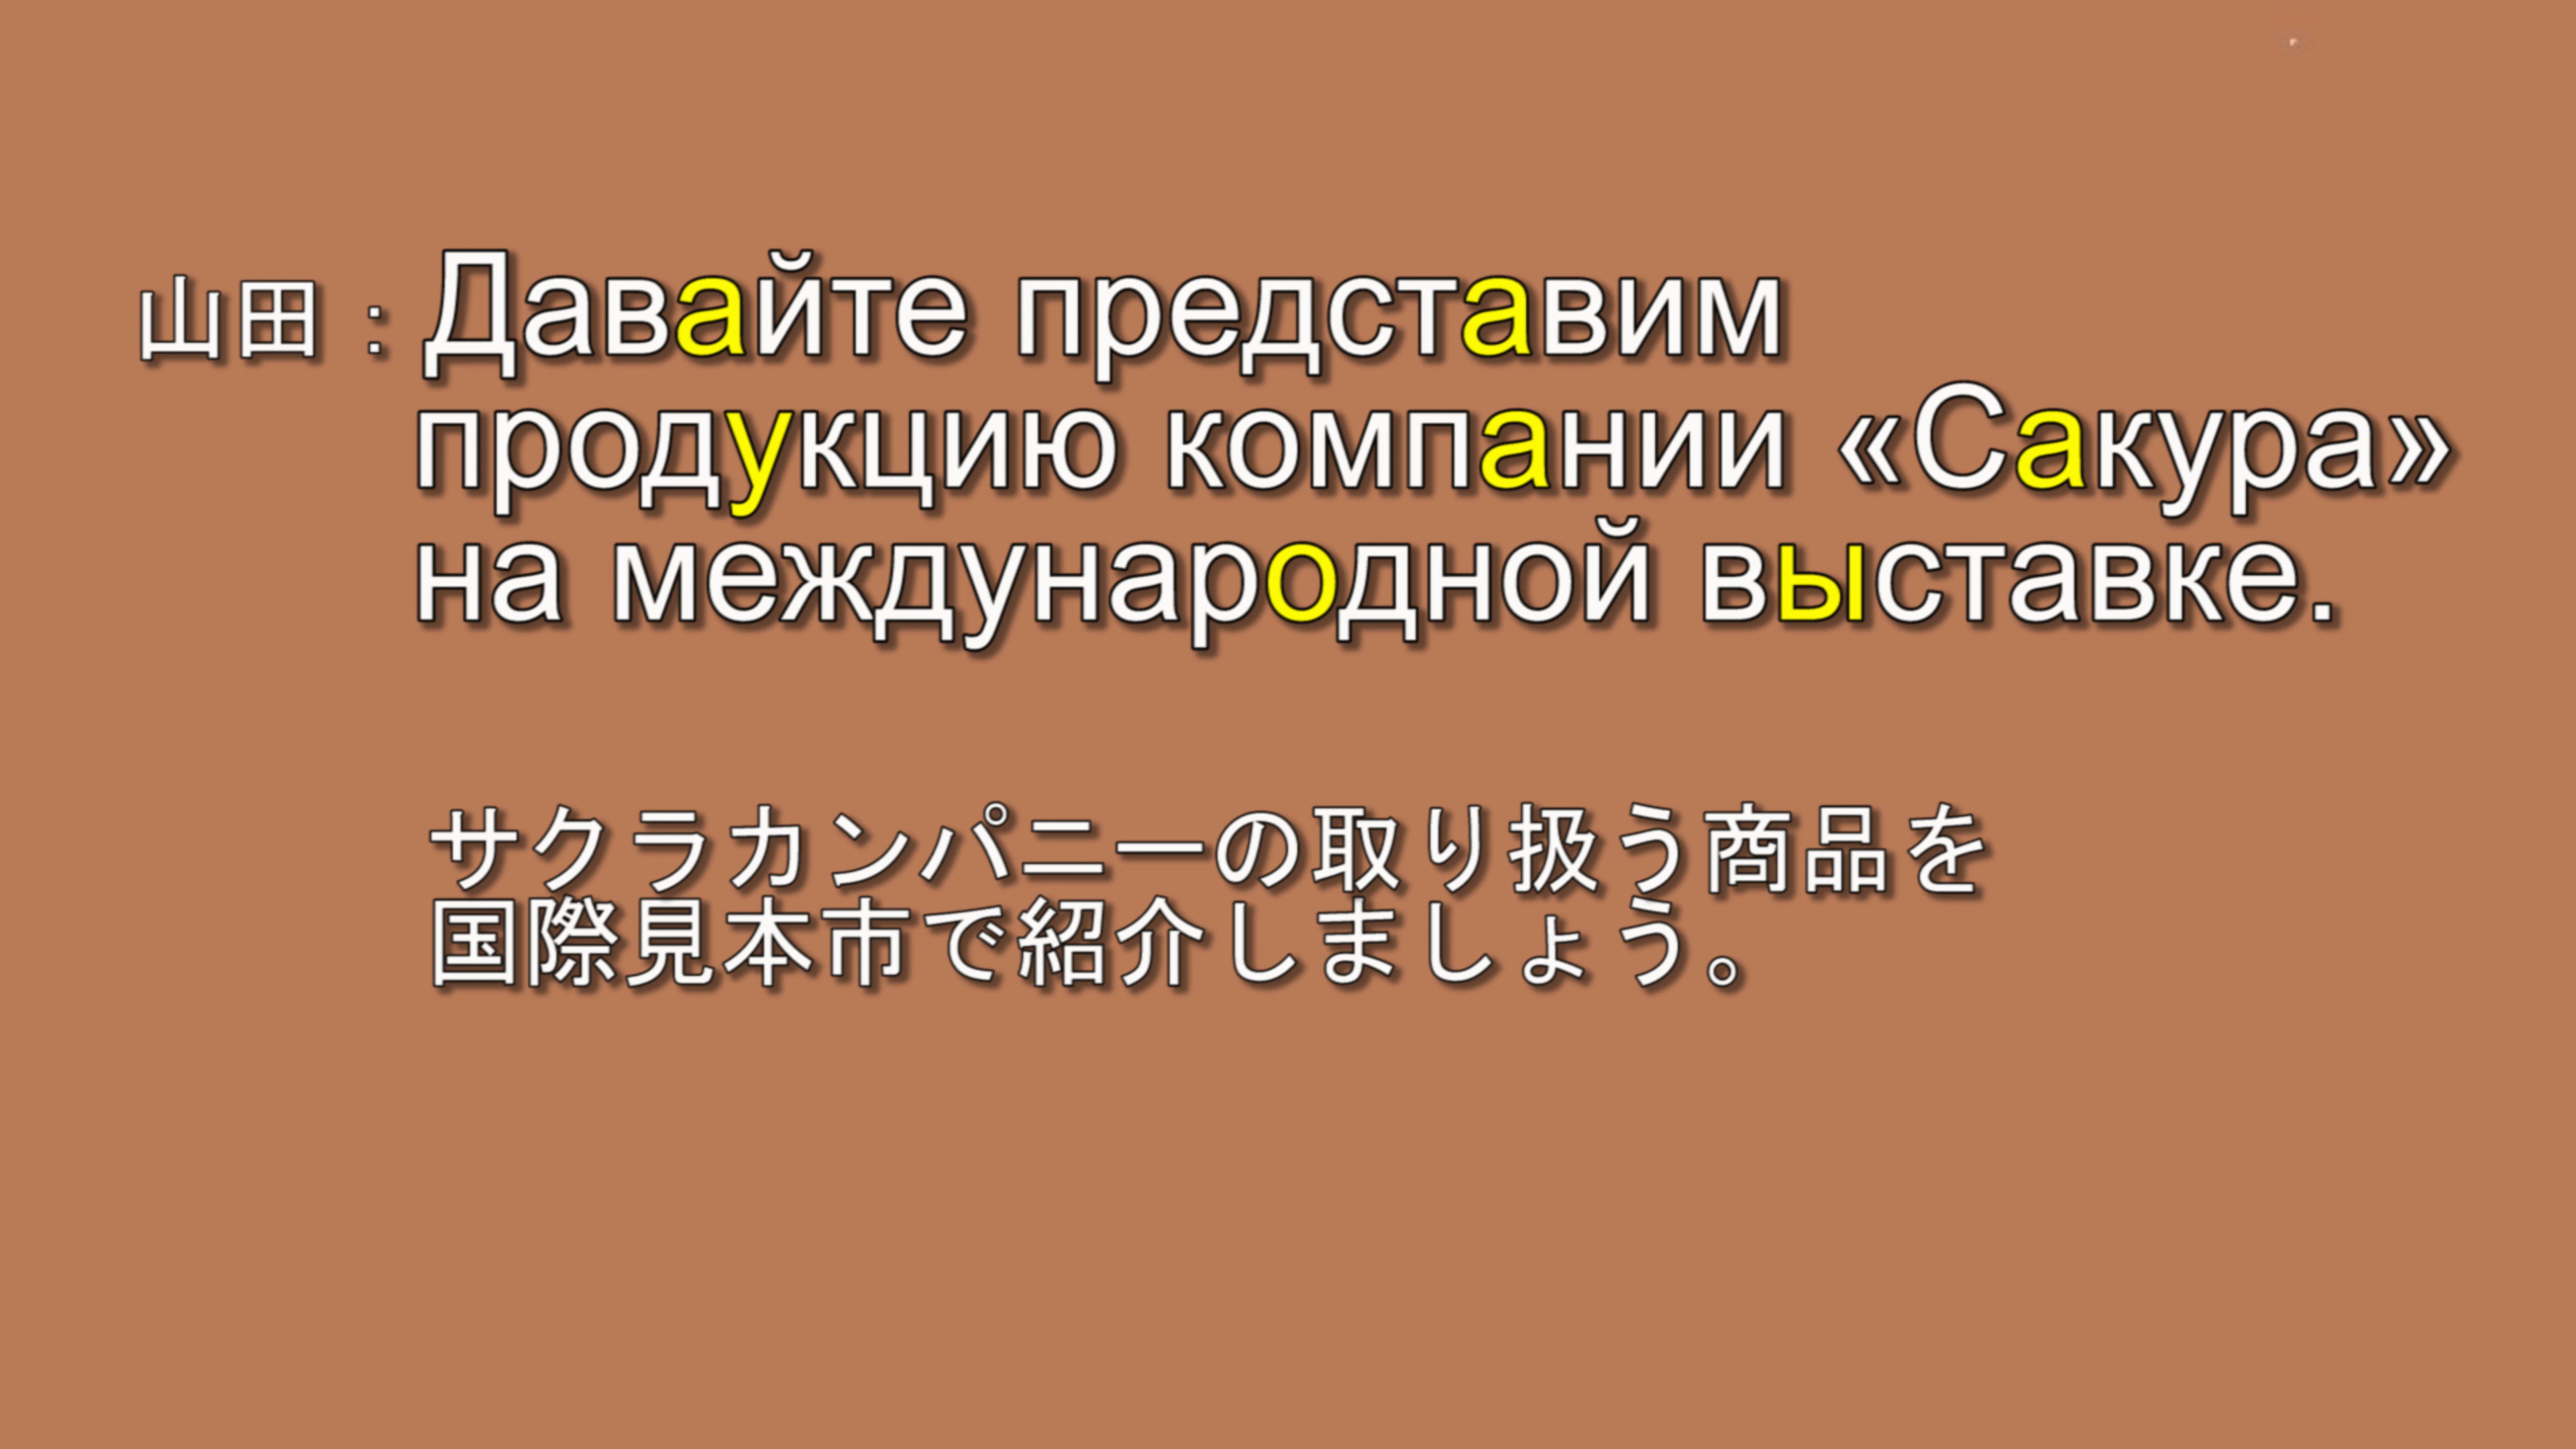 山田：Давайте представим
продукцию компании «Сакура»
на международной выставке.
サクラカンパニーの取り扱う商品を
国際見本市で紹介しましょう。